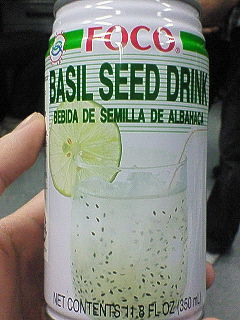 FOCO
BASIL SEED DRINK
BEBIDA DE SEMILLA DE ALBAHACA
NET CONTENTS 11.8 FL.OZ (350 mL)